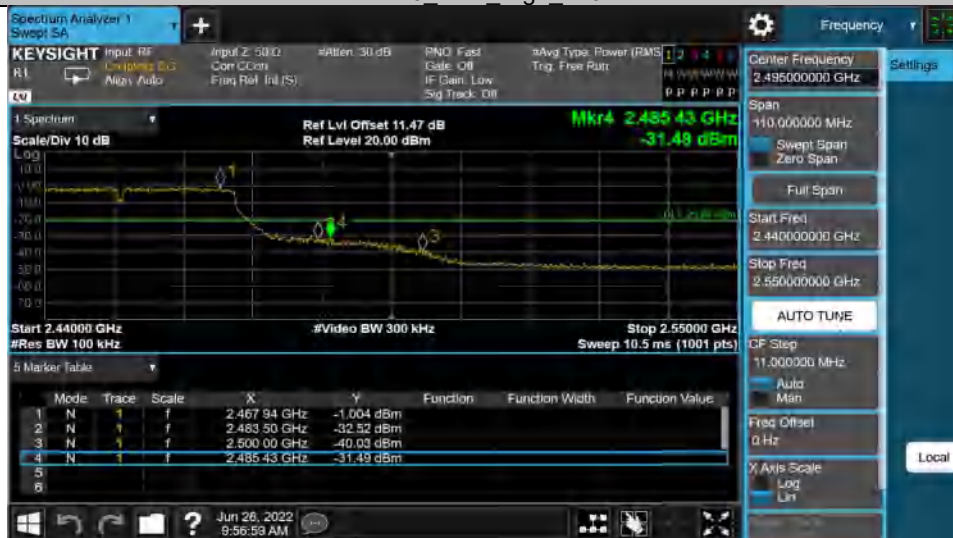 Spectrum Analyzer 1
Swept SA
+
Frequency
KEYSIGHT
Input: RF
Input Z: 50 Ω
#Atten: 30 dB
PNO: Fast
#Avg Type: Power (RMS
1 2 3 4
Align: Auto
Corr CCorr
Freq Ref: Int (S)
Gate: Off
IF Gain: Low
Sig Track: Off
Trig: Free Run
P P P P P P
Center Frequency
2.495000000 GHz
Settings
1 Spectrum
Scale/Div 10 dB
Ref Lvl Offset 11.47 dB
Ref Level 20.00 dBm
Mkr4 2.485 43 GHz
-31.49 dBm
Span
110.000000 MHz
Swept Span
Zero Span
Log
1
4
3
Full Span
Start Freq
2.440000000 GHz
Stop Freq
2.550000000 GHz
AUTO TUNE
Start 2.44000 GHz
#Video BW 300 kHz
Stop 2.55000 GHz
#Res BW 100 kHz
Sweep 10.5 ms (1001 pts)
CF Step
11.000000 MHz
Auto
Man
5 Marker Table
Mode Trace Scale X Y Function Function Width Function Value
1 N 1 f 2.467 94 GHz -1.004 dBm
2 N 1 f 2.483 50 GHz -32.52 dBm
3 N 1 f 2.500 00 GHz -40.03 dBm
4 N 1 f 2.485 43 GHz -31.49 dBm
5
6
Freq Offset
0 Hz
X Axis Scale
Log
Lin
Local
?
Jun 26, 2022
9:56:59 AM